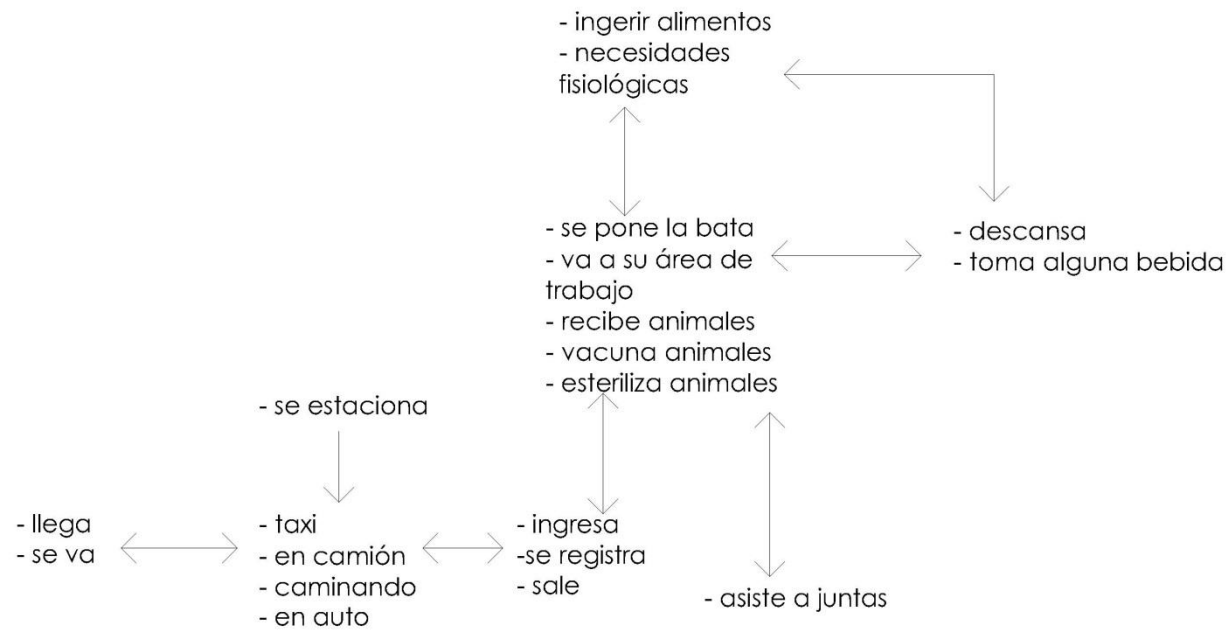 - ingerir alimentos
- necesidades
fisiológicas
- se pone la bata
- va a su área de
trabajo
- recibe animales
- vacuna animales
- esteriliza animales
- descansa
- toma alguna bebida
- se estaciona
- llega
- se va
- taxi
- en camión
- caminando
- en auto
- ingresa
-se registra
- sale
- asiste a juntas